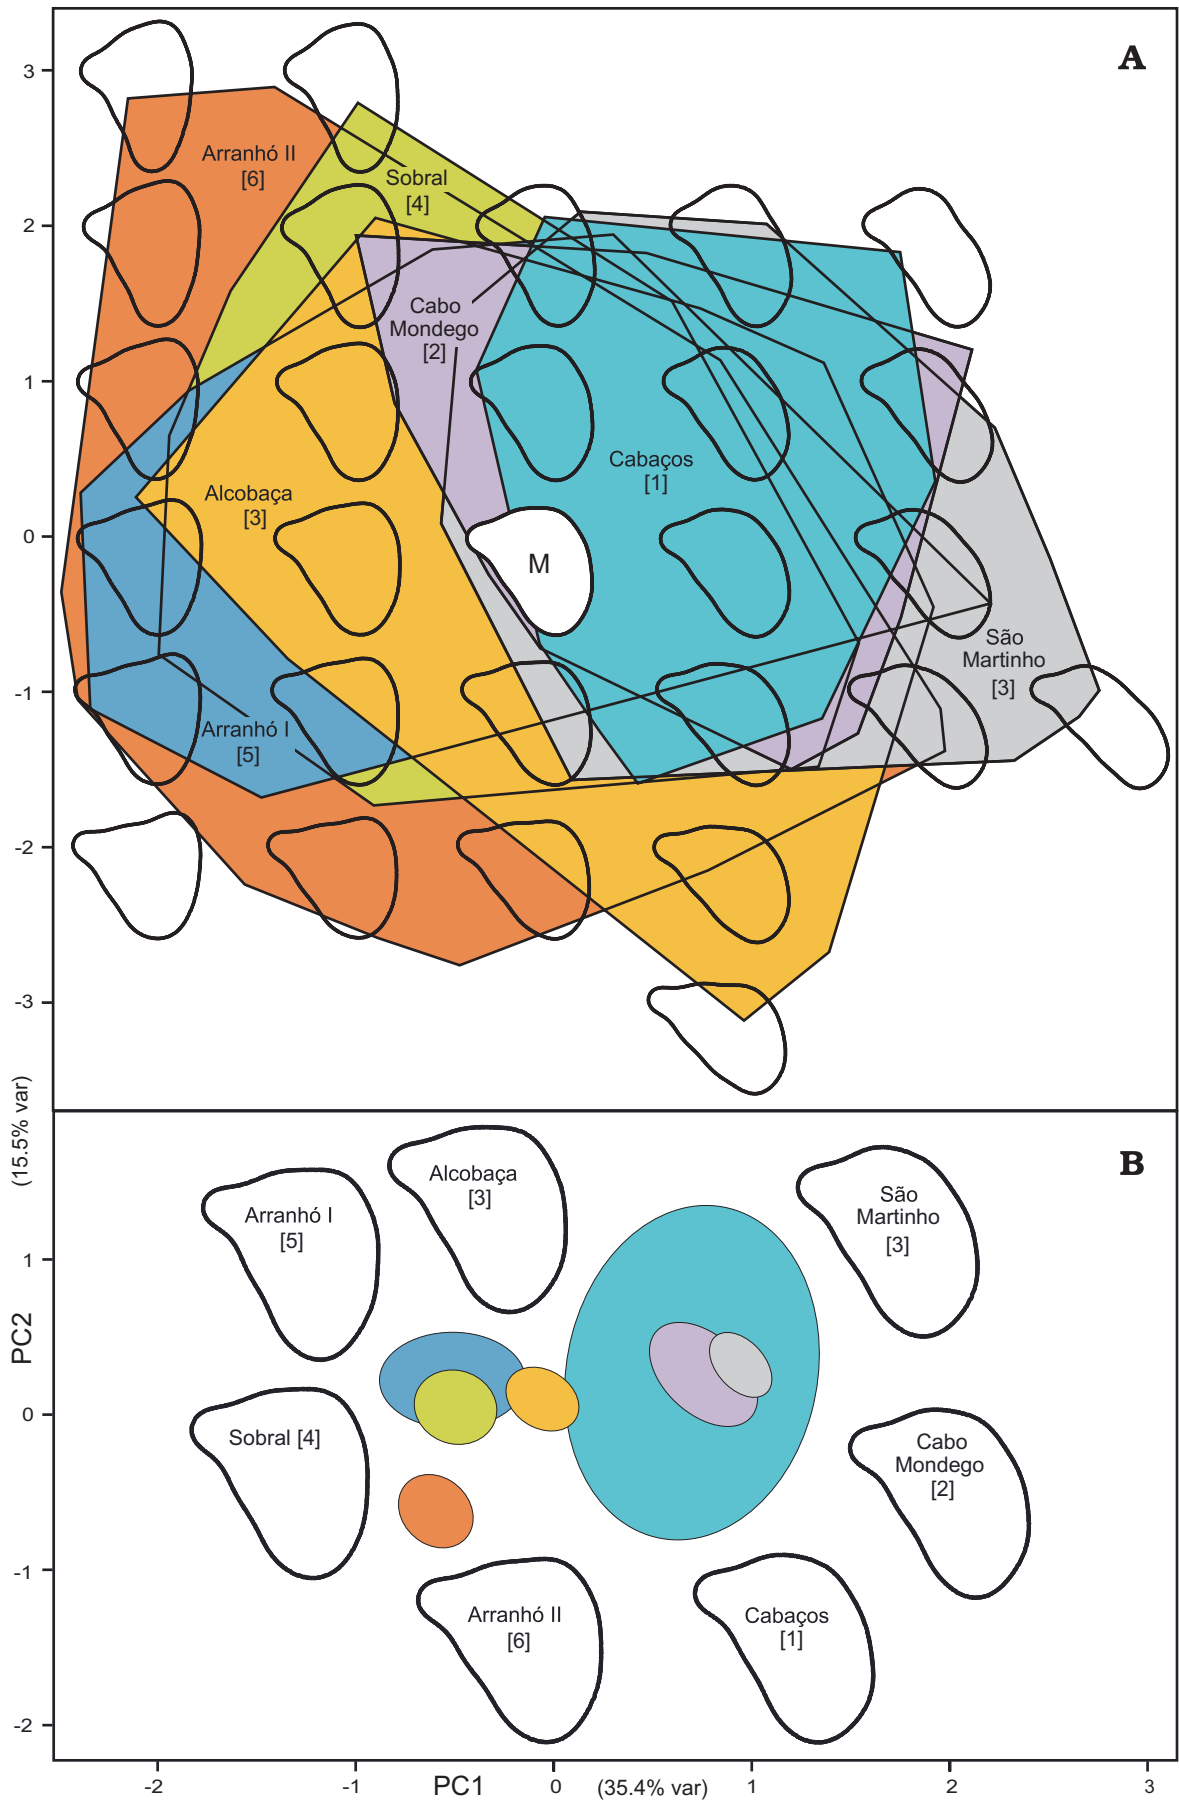 A
3
2
1
0
-1
-2
-3
Arranhó II
[6]
Sobral
[4]
Cabo
Mondego
[2]
Cabaços
[1]
Alcobaça
[3]
M
São
Martinho
[3]
Arranhó I
[5]
(15.5% var)
PC2
B
1
0
-1
-2
Alcobaça
[3]
Arranhó I
[5]
São
Martinho
[3]
Sobral [4]
Cabo
Mondego
[2]
Arranhó II
[6]
Cabaços
[1]
-2
-1
PC1
0
(35.4% var)
1
2
3